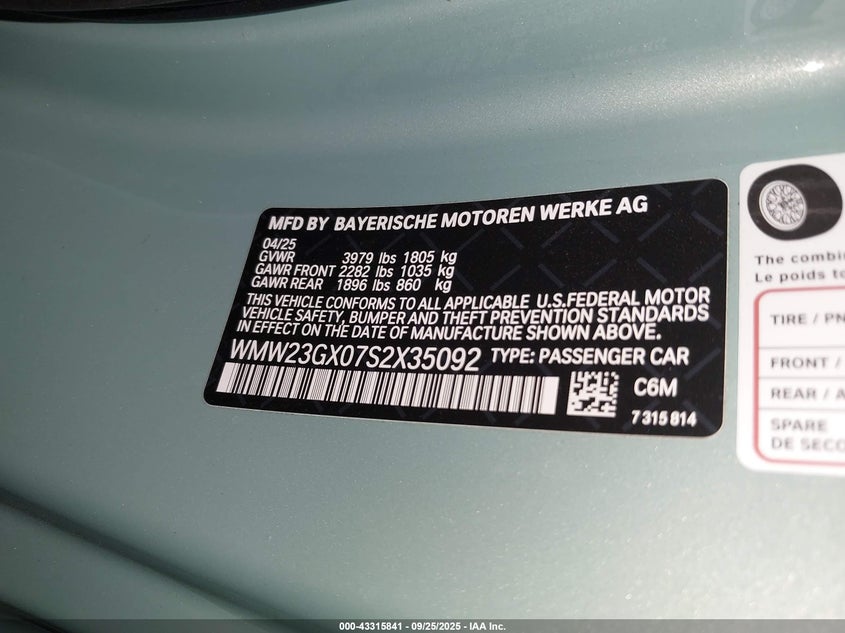 MFD BY BAYERISCHE MOTOREN WERKE AG
04/25
GVWR 3979 lbs 1805 kg
GAWR FRONT 2282 lbs 1035 kg
GAWR REAR 1896 lbs 860 kg
THIS VEHICLE CONFORMS TO ALL APPLICABLE U.S.FEDERAL MOTOR
VEHICLE SAFETY, BUMPER AND THEFT PREVENTION STANDARDS
IN EFFECT ON THE DATE OF MANUFACTURE SHOWN ABOVE.
WMW23GX07S2X35092 TYPE: PASSENGER CAR
C6M
7 315 814
The combin
Le poids to
TIRE / PN
FRONT /
REAR / A
SPARE
DE SECO
000-43315841 - 09/25/2025 - IAA Inc.